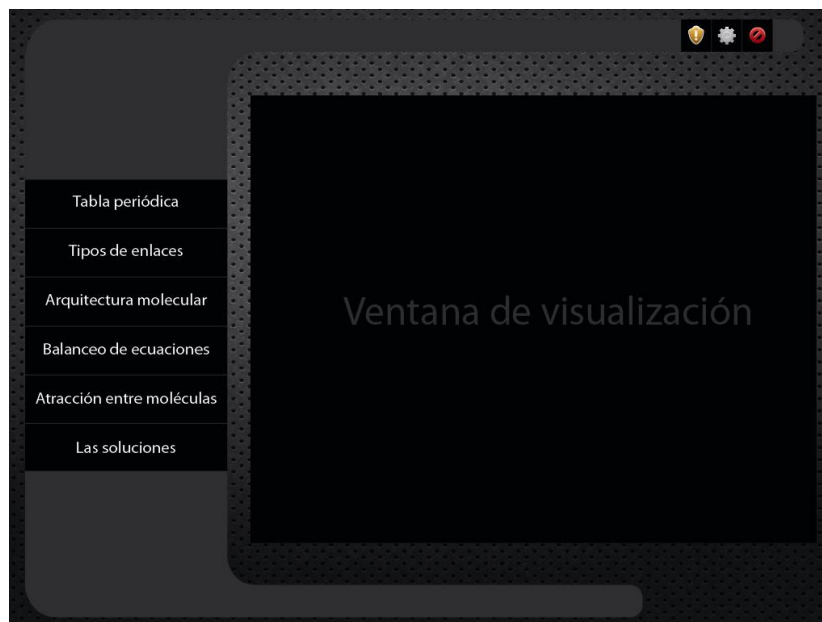 Tabla periódica
Tipos de enlaces
Arquitectura molecular
Balanceo de ecuaciones
Atracción entre moléculas
Las soluciones
Ventana de visualización